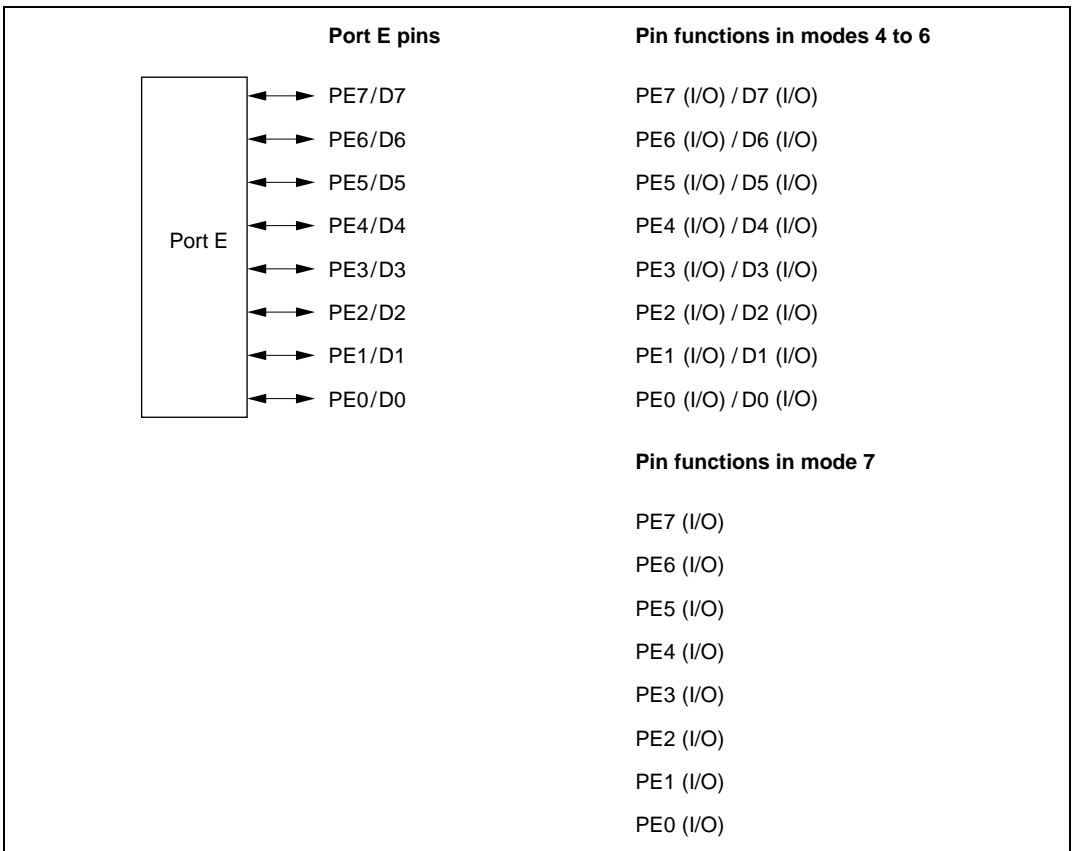 Port E pins Pin functions in modes 4 to 6
PE7/D7 PE7 (I/O) / D7 (I/O)
PE6/D6 PE6 (I/O) / D6 (I/O)
PE5/D5 PE5 (I/O) / D5 (I/O)
PE4/D4 PE4 (I/O) / D4 (I/O)
Port E
PE3/D3 PE3 (I/O) / D3 (I/O)
PE2/D2 PE2 (I/O) / D2 (I/O)
PE1/D1 PE1 (I/O) / D1 (I/O)
PE0/D0 PE0 (I/O) / D0 (I/O)
Pin functions in mode 7
PE7 (I/O)
PE6 (I/O)
PE5 (I/O)
PE4 (I/O)
PE3 (I/O)
PE2 (I/O)
PE1 (I/O)
PE0 (I/O)